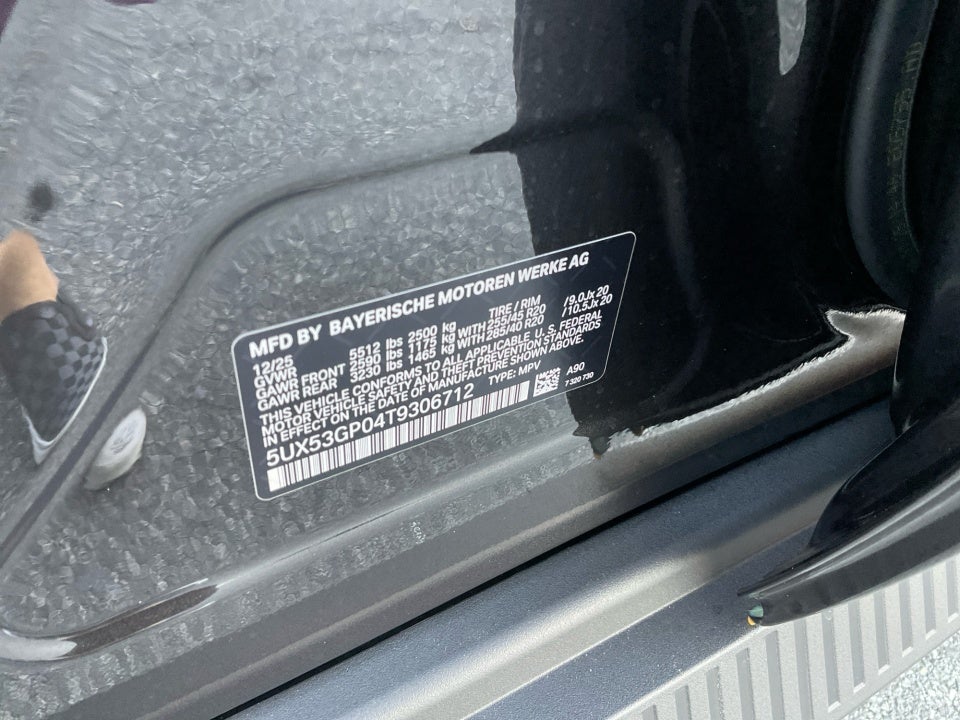 MFD BY BAYERISCHE MOTOREN WERKE AG
12/25
GVWR 5512 lbs 2500 kg TIRE / RIM
GAWR FRONT 2590 lbs 1175 kg WITH 255/45 R20 /9.0Jx 20
GAWR REAR 3230 lbs 1465 kg WITH 285/40 R20 /10.5Jx 20
THIS VEHICLE CONFORMS TO ALL APPLICABLE U. S. FEDERAL
MOTOR VEHICLE SAFETY AND THEFT PREVENTION STANDARDS
IN EFFECT ON THE DATE OF MANUFACTURE SHOWN ABOVE.
5UX53GP04T9306712 TYPE: MPV A90
7 320 730